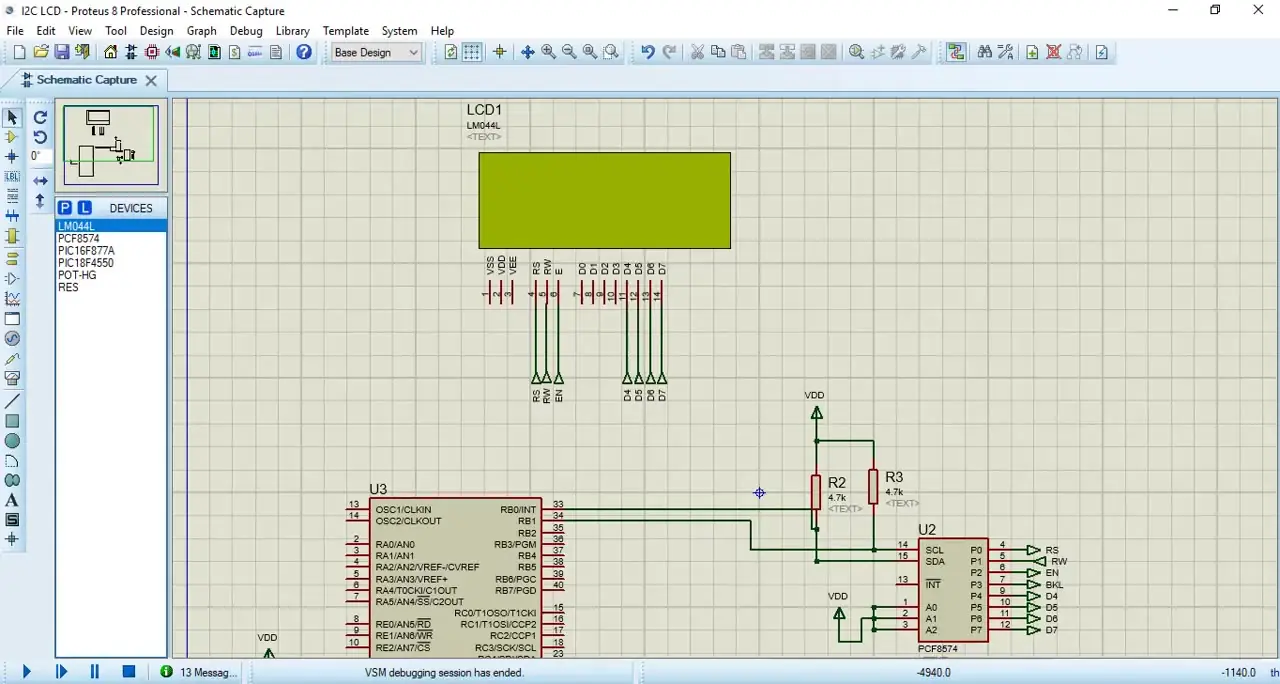 I2C LCD - Proteus 8 Professional - Schematic Capture
File Edit View Tool Design Graph Debug Library Template System Help
Base Design
Schematic Capture
0°
P L DEVICES
LM044L
PCF8574
PIC16F877A
PIC18F4550
POT-HG
RES
LCD1
LM044L
<TEXT>
VSS VDD VEE RS RW E D0 D1 D2 D3 D4 D5 D6 D7
1 2 3 4 5 6 7 8 9 10 11 12 13 14
RS RW EN D4 D5 D6 D7
VDD
R2
4.7k
<TEXT>
R3
4.7k
<TEXT>
U3
13 OSC1/CLKIN RB0/INT 33
14 OSC2/CLKOUT RB1 34
RB2 35
2 RA0/AN0 RB3/PGM 36
3 RA1/AN1 RB4 37
4 RA2/AN2/VREF-/CVREF RB5 38
5 RA3/AN3/VREF+ RB6/PGC 39
6 RA4/T0CKI/C1OUT RB7/PGD 40
7 RA5/AN4/SS/C2OUT
RC0/T1OSO/T1CKI 15
8 RE0/AN5/RD RC1/T1OSI/CCP2 16
9 RE1/AN6/WR RC2/CCP1 17
10 RE2/AN7/CS RC3/SCK/SCL 18
23
VDD
U2
14 SCL P0 4 RS
15 SDA P1 5 RW
P2 6 EN
13 INT P3 7 BKL
P4 9 D4
1 A0 P5 10 D5
2 A1 P6 11 D6
3 A2 P7 12 D7
PCF8574
VDD
13 Messag...
VSM debugging session has ended.
-4940.0
-1140.0
th